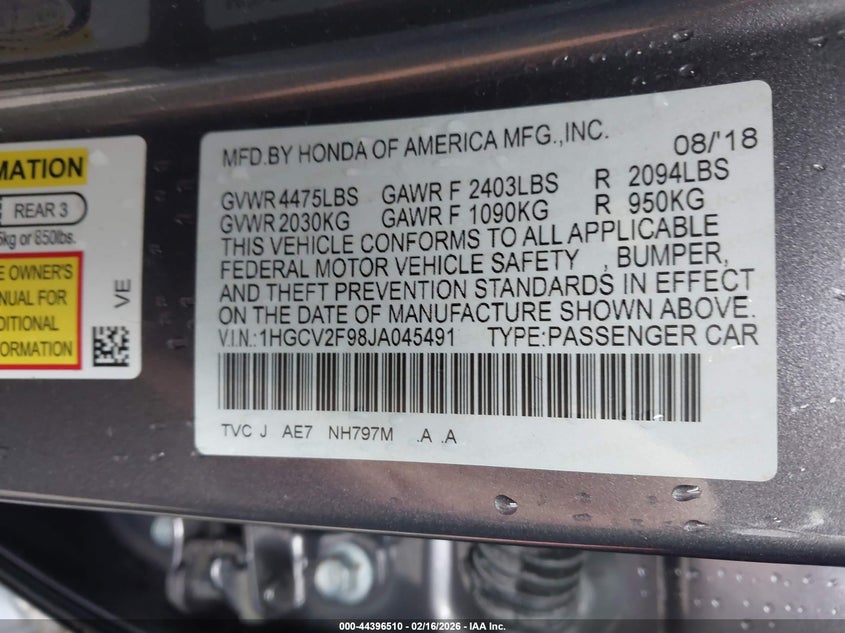 MATION
REAR 3
5kg or 850lbs.
E OWNER'S
NUAL FOR
DITIONAL
FORMATION
VE
MFD.BY HONDA OF AMERICA MFG.,INC. 08/'18
GVWR 4475LBS GAWR F 2403LBS R 2094LBS
GVWR 2030KG GAWR F 1090KG R 950KG
THIS VEHICLE CONFORMS TO ALL APPLICABLE
FEDERAL MOTOR VEHICLE SAFETY , BUMPER,
AND THEFT PREVENTION STANDARDS IN EFFECT
ON THE DATE OF MANUFACTURE SHOWN ABOVE.
V.I.N.:1HGCV2F98JA045491 TYPE:PASSENGER CAR
TVC J AE7 NH797M .A .A
000-44396510 - 02/16/2026 - IAA Inc.